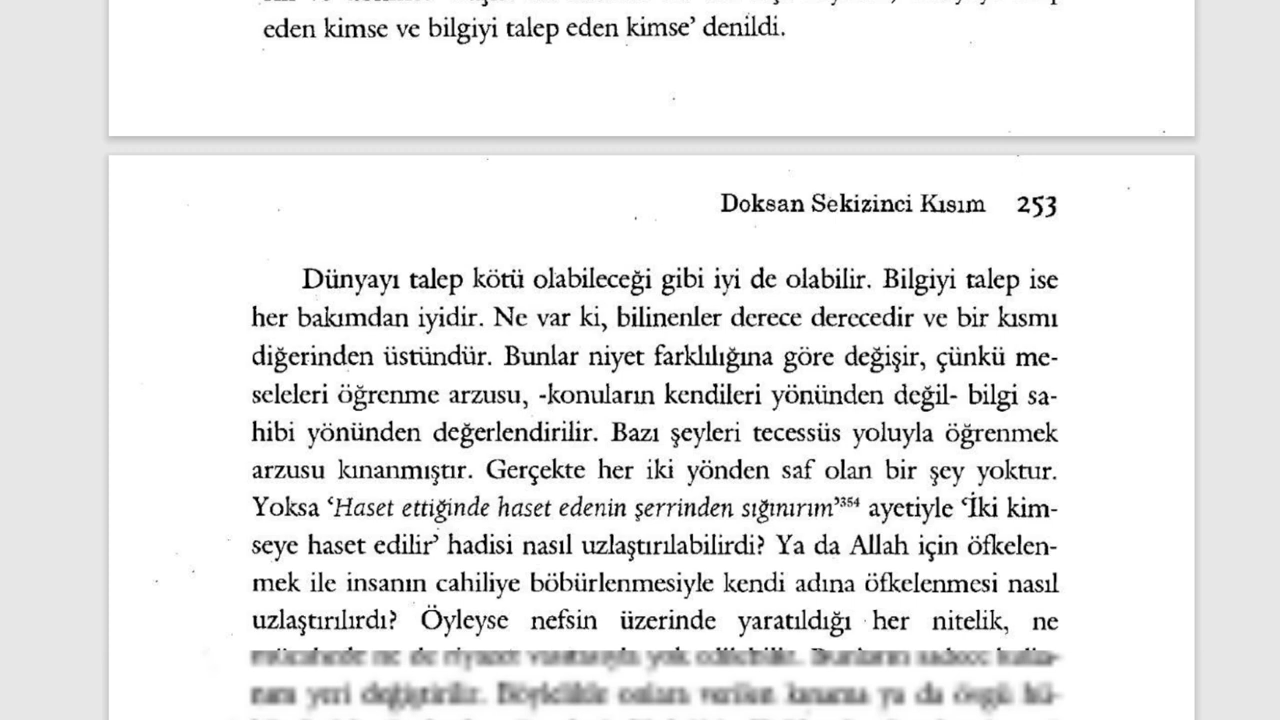 eden kimse ve bilgiyi talep eden kimse’ denildi.
Doksan Sekizinci Kısım 253
Dünyayı talep kötü olabileceği gibi iyi de olabilir. Bilgiyi talep ise
her bakımdan iyidir. Ne var ki, bilinenler derece derecedir ve bir kısmı
diğerinden üstündür. Bunlar niyet farklılığına göre değişir, çünkü me-
seleleri öğrenme arzusu, -konuların kendileri yönünden değil- bilgi sa-
hibi yönünden değerlendirilir. Bazı şeyleri tecessüs yoluyla öğrenmek
arzusu kınanmıştır. Gerçekte her iki yönden saf olan bir şey yoktur.
Yoksa ‘Haset ettiğinde haset edenin şerrinden sığınırım’³⁵⁴ ayetiyle ‘İki kim-
seye haset edilir’ hadisi nasıl uzlaştırılabilirdi? Ya da Allah için öfkelen-
mek ile insanın cahiliye böbürlenmesiyle kendi adına öfkelenmesi nasıl
uzlaştırılırdı? Öyleyse nefsin üzerinde yaratıldığı her nitelik, ne